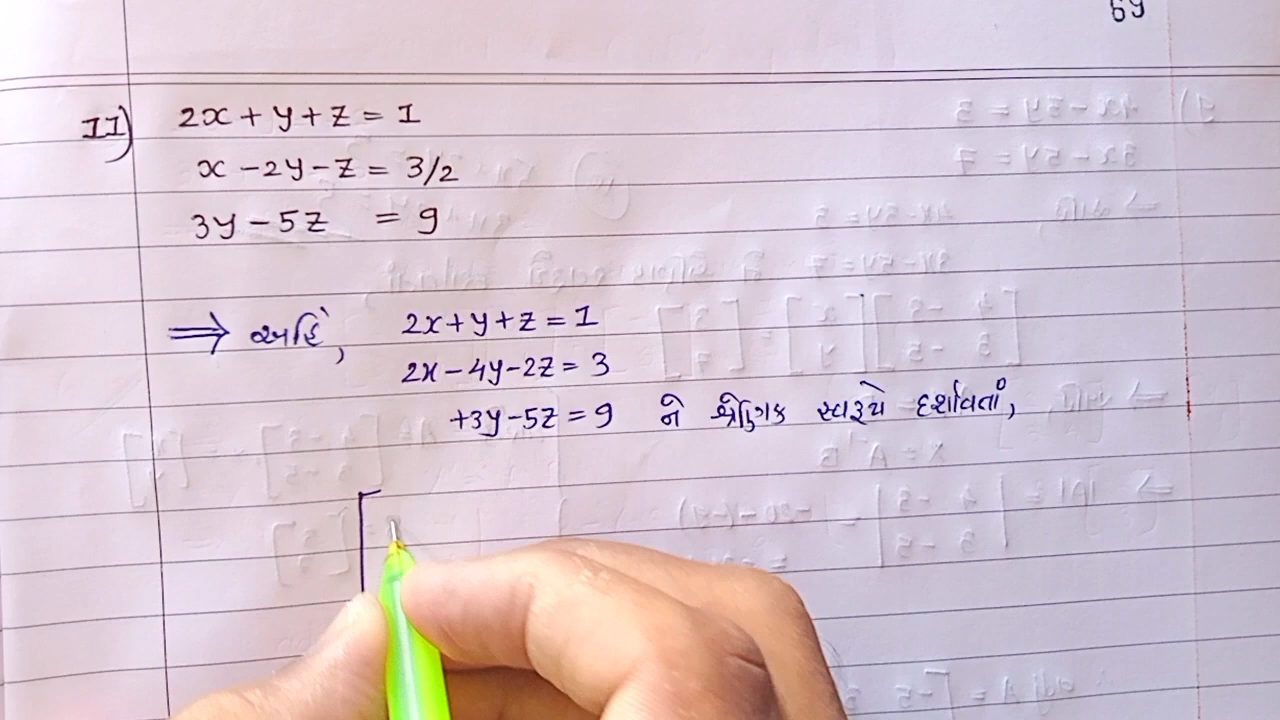 69
11) 2x + y + z = 1
x - 2y - z = 3/2
3y - 5z = 9
⇒ અહિં, 2x + y + z = 1
2x - 4y - 2z = 3
+3y - 5z = 9 ને શ્રેણિક સ્વરૂપે દર્શાવતાં,